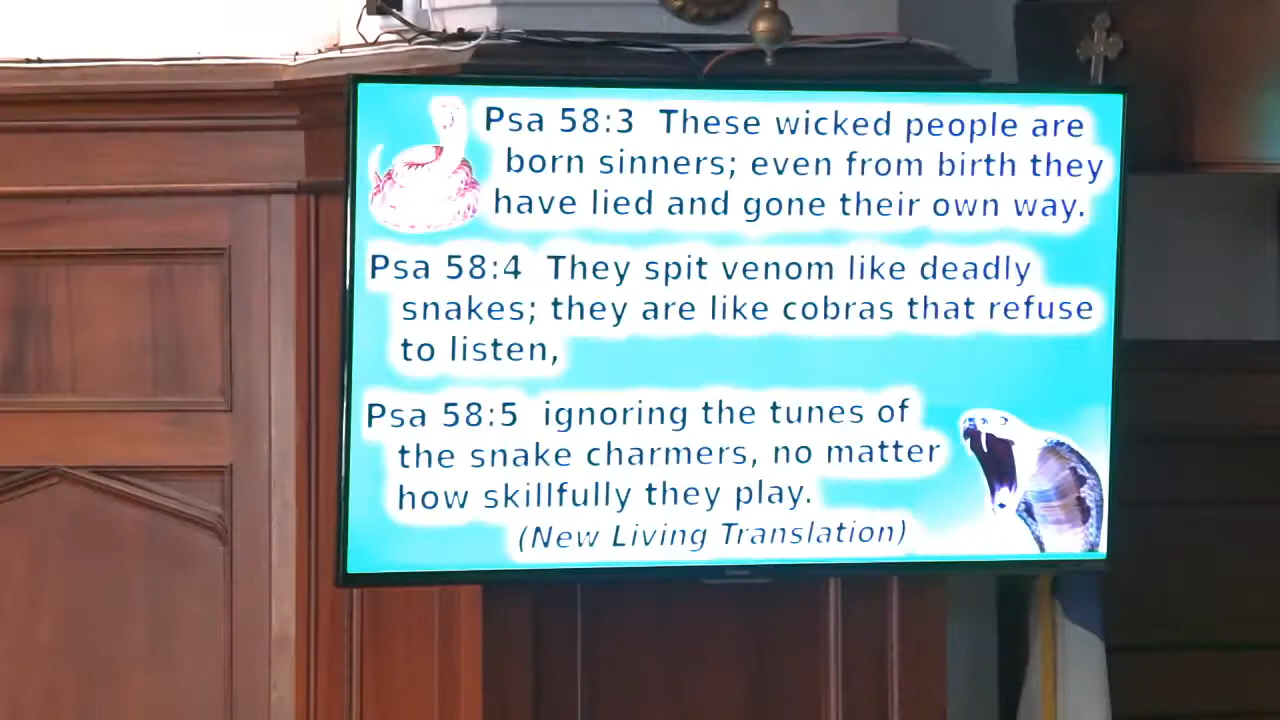 Psa 58:3 These wicked people are
born sinners; even from birth they
have lied and gone their own way.
Psa 58:4 They spit venom like deadly
snakes; they are like cobras that refuse
to listen,
Psa 58:5 ignoring the tunes of
the snake charmers, no matter
how skillfully they play.
(New Living Translation)